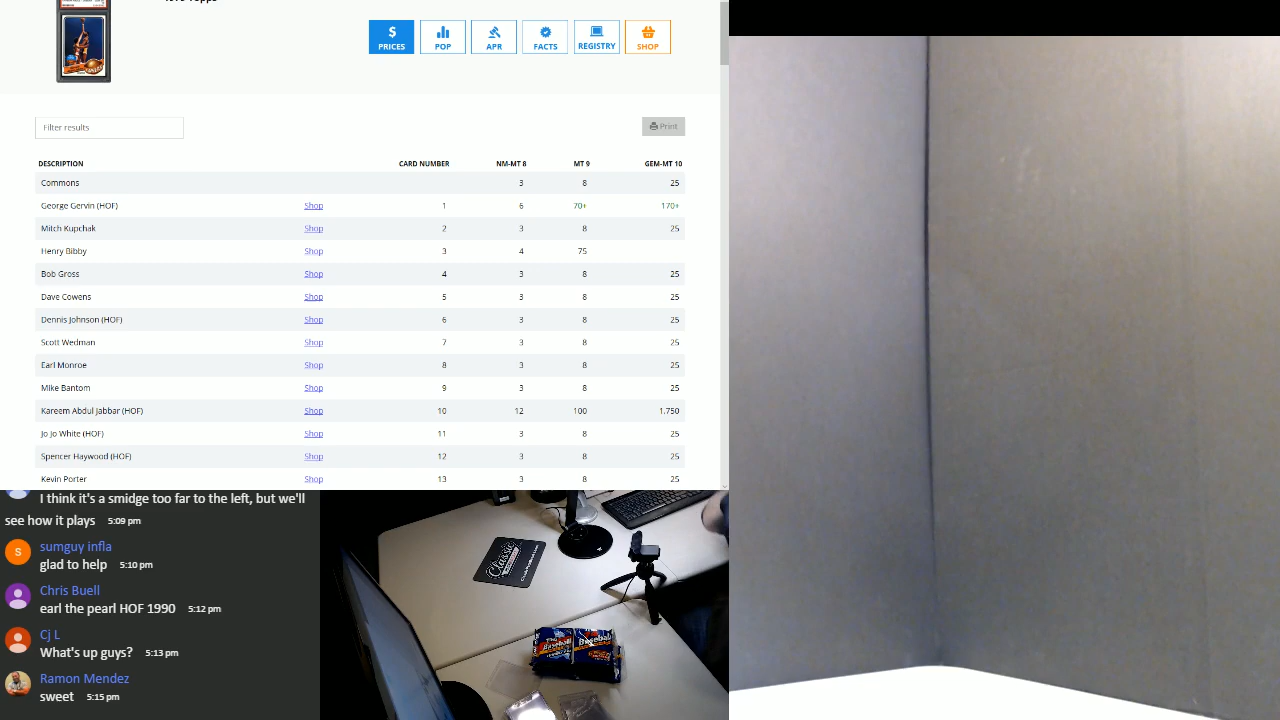 $
PRICES POP APR FACTS REGISTRY SHOP
Filter results
Print
DESCRIPTION CARD NUMBER NM-MT 8 MT 9 GEM-MT 10
Commons 3 8 25
George Gervin (HOF) Shop 1 6 70+ 170+
Mitch Kupchak Shop 2 3 8 25
Henry Bibby Shop 3 4 75
Bob Gross Shop 4 3 8 25
Dave Cowens Shop 5 3 8 25
Dennis Johnson (HOF) Shop 6 3 8 25
Scott Wedman Shop 7 3 8 25
Earl Monroe Shop 8 3 8 25
Mike Bantom Shop 9 3 8 25
Kareem Abdul Jabbar (HOF) Shop 10 12 100 1,750
Jo Jo White (HOF) Shop 11 3 8 25
Spencer Haywood (HOF) Shop 12 3 8 25
Kevin Porter Shop 13 3 8 25
I think it's a smidge too far to the left, but we'll
see how it plays 5:09 pm
S
sumguy infla
glad to help 5:10 pm
Chris Buell
earl the pearl HOF 1990 5:12 pm
Cj L
What's up guys? 5:13 pm
Ramon Mendez
sweet 5:15 pm
Classic
Baseball
Baseball